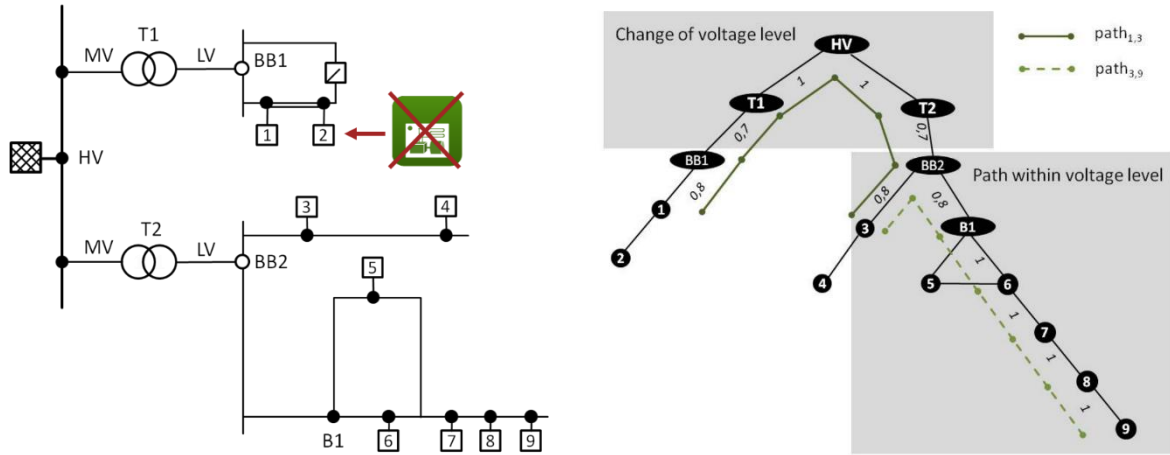 MV
T1
LV
BB1
1
2
HV
3
4
MV
T2
LV
BB2
5
B1
6
7
8
9
Change of voltage level
HV
1
1
T1
T2
0,7
0,7
BB1
BB2
0,8
0,8
0,8
1
2
3
4
Path within voltage level
B1
1
5
6
1
7
1
8
1
9
path1,3
path3,9